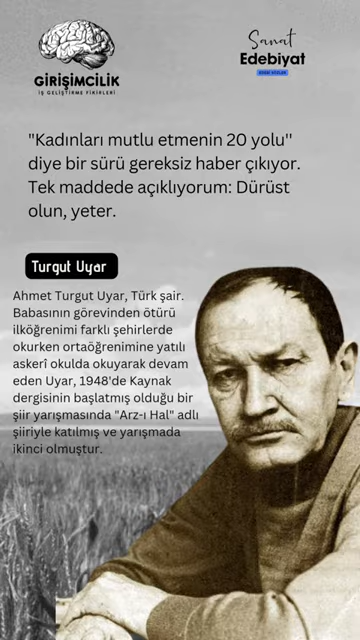 GİRİŞİMCİLİK
İŞ GELİŞTİRME FİKİRLERİ
Sanat
Edebiyat
"Kadınları mutlu etmenin 20 yolu''
diye bir sürü gereksiz haber çıkıyor.
Tek maddede açıklıyorum: Dürüst
olun, yeter.
Turgut Uyar
Ahmet Turgut Uyar, Türk şair.
Babasının görevinden ötürü
ilköğrenimi farklı şehirlerde
okurken ortaöğrenimine yatılı
askerî okulda okuyarak devam
eden Uyar, 1948'de Kaynak
dergisinin başlatmış olduğu bir
şiir yarışmasında "Arz-ı Hal" adlı
şiiriyle katılmış ve yarışmada
ikinci olmuştur.